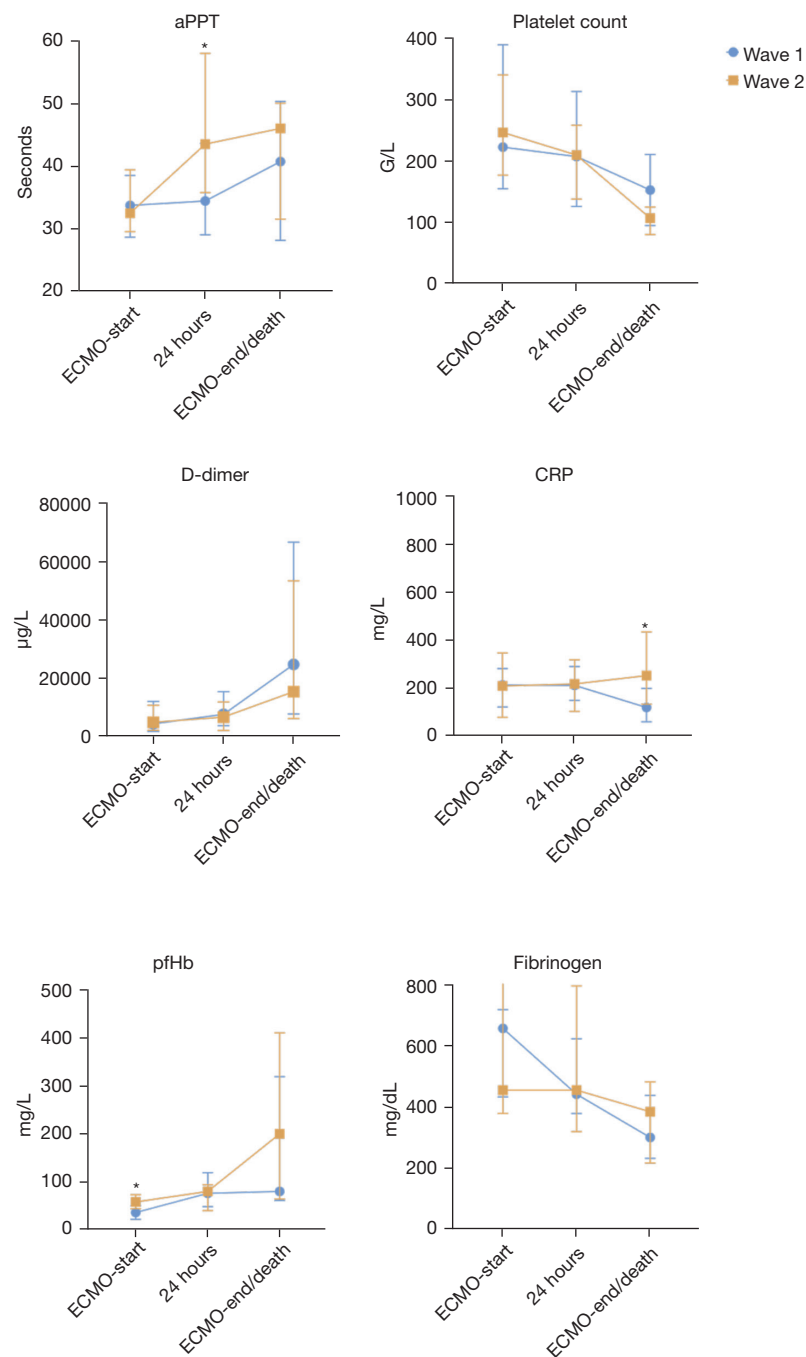 aPPT
60
50
40
30
20
Seconds
*
ECMO-start
24 hours
ECMO-end/death
Platelet count
400
300
200
100
0
G/L
ECMO-start
24 hours
ECMO-end/death
Wave 1
Wave 2
D-dimer
80000
60000
40000
20000
0
µg/L
ECMO-start
24 hours
ECMO-end/death
CRP
1000
800
600
400
200
0
mg/L
*
ECMO-start
24 hours
ECMO-end/death
pfHb
500
400
300
200
100
0
mg/L
*
ECMO-start
24 hours
ECMO-end/death
Fibrinogen
800
600
400
200
0
mg/dL
ECMO-start
24 hours
ECMO-end/death